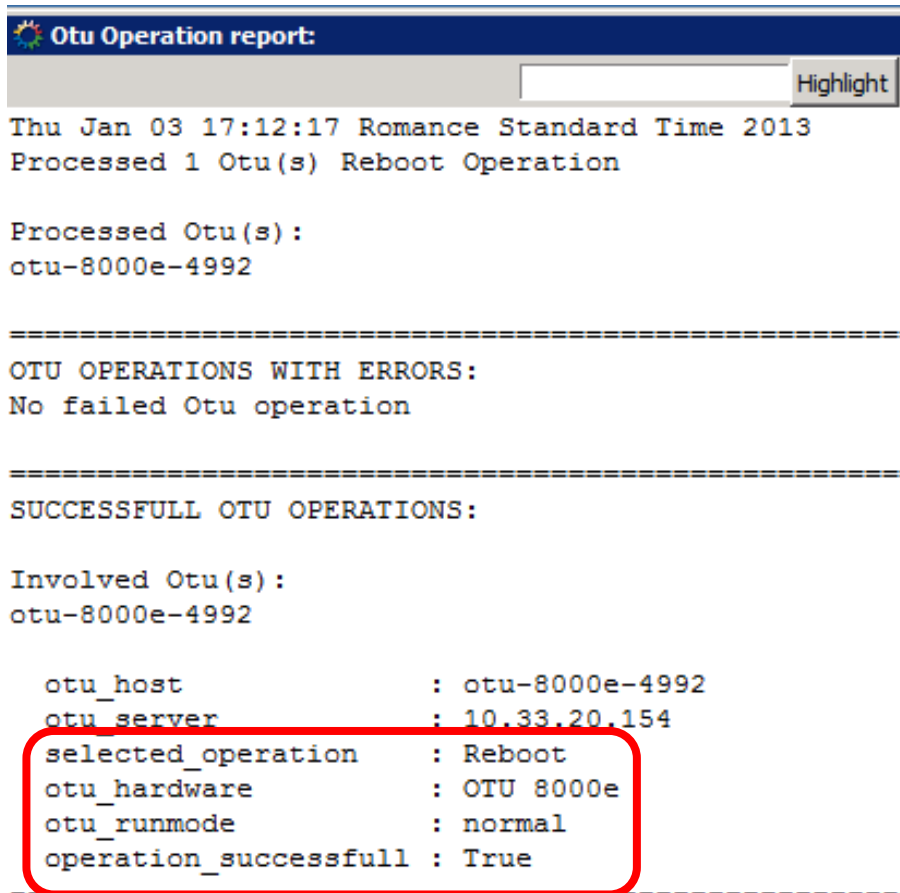 Otu Operation report:
Highlight
Thu Jan 03 17:12:17 Romance Standard Time 2013
Processed 1 Otu(s) Reboot Operation
Processed Otu(s):
otu-8000e-4992
===================================================
OTU OPERATIONS WITH ERRORS:
No failed Otu operation
===================================================
SUCCESSFULL OTU OPERATIONS:
Involved Otu(s):
otu-8000e-4992
otu_host : otu-8000e-4992
otu_server : 10.33.20.154
selected_operation : Reboot
otu_hardware : OTU 8000e
otu_runmode : normal
operation_successfull : True